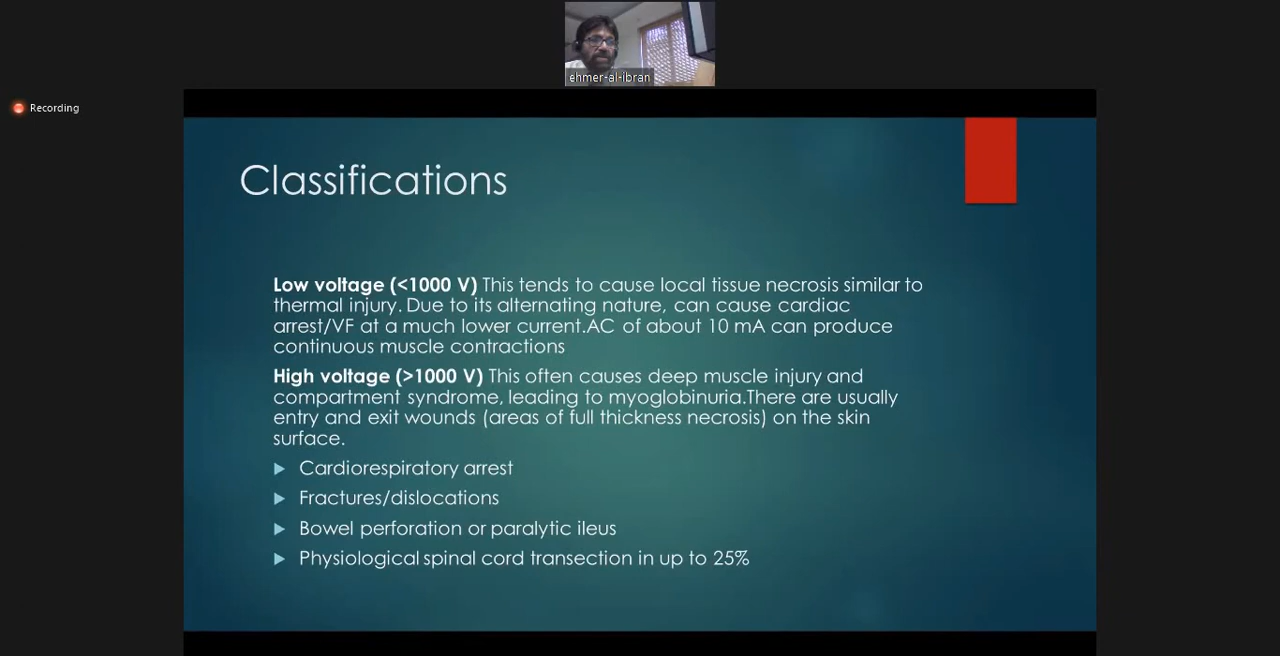 ehmer-al-ibran
Recording
Classifications
Low voltage (<1000 V) This tends to cause local tissue necrosis similar to
thermal injury. Due to its alternating nature, can cause cardiac
arrest/VF at a much lower current.AC of about 10 mA can produce
continuous muscle contractions
High voltage (>1000 V) This often causes deep muscle injury and
compartment syndrome, leading to myoglobinuria.There are usually
entry and exit wounds (areas of full thickness necrosis) on the skin
surface.
Cardiorespiratory arrest
Fractures/dislocations
Bowel perforation or paralytic ileus
Physiological spinal cord transection in up to 25%